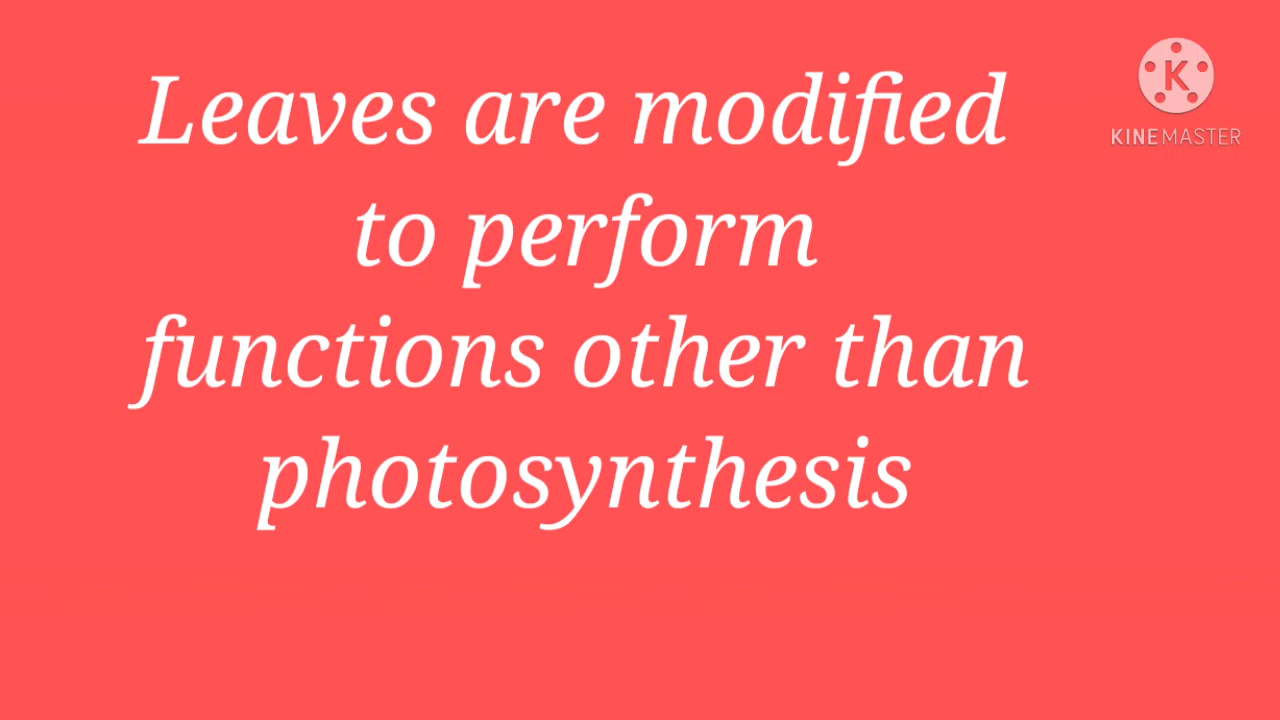 Leaves are modified
to perform
functions other than
photosynthesis
K
KINEMASTER